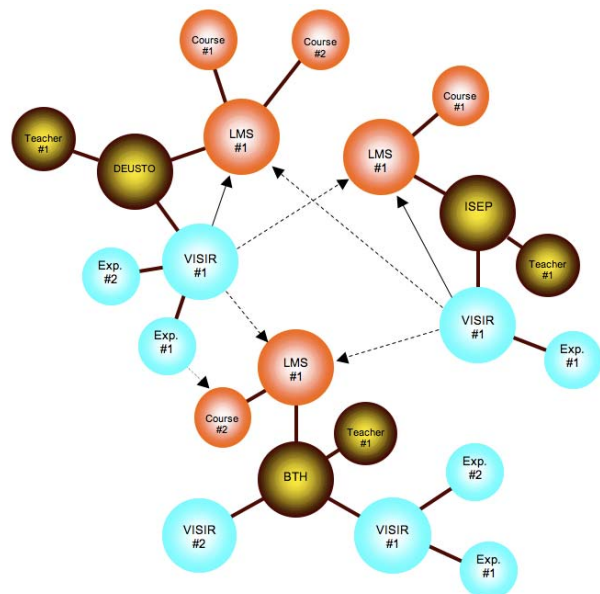 Course
#1
Course
#2
LMS
#1
Teacher
#1
DEUSTO
Course
#1
LMS
#1
ISEP
Teacher
#1
VISIR
#1
Exp.
#2
Exp.
#1
VISIR
#1
Exp.
#1
LMS
#1
Course
#2
Teacher
#1
BTH
VISIR
#2
VISIR
#1
Exp.
#2
Exp.
#1